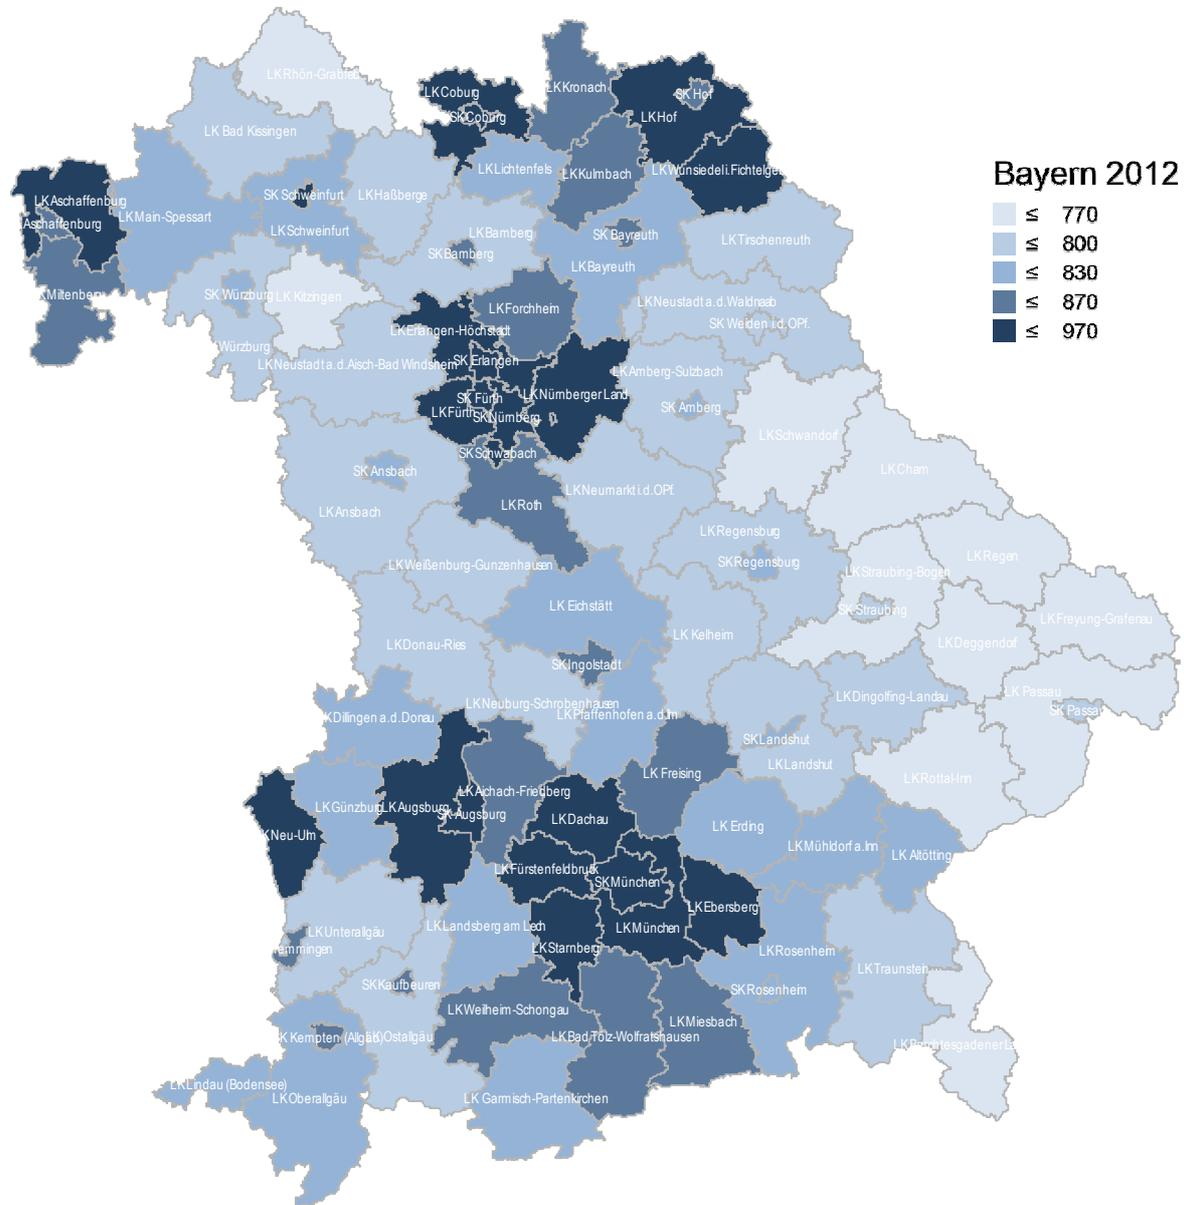 LK Rhön-Grabfed
LK Coburg
LK Kronach
SK Hof
SK Coburg
LK Hof
LK Bad Kissingen
Bayern 2012
LK Lichtenfels
LK Kulmbach
LK Wunsiedel i. Fichtelge
LK Aschaffenburg
SK Schweinfurt
LK Haßberge
≤ 770
LK Main-Spessart
Aschaffenburg
LK Schweinfurt
LK Bamberg
SK Bayreuth
LK Tirschenreuth
≤ 800
SK Bamberg
LK Bayreuth
≤ 830
Miltenberg
SK Würzburg
LK Kitzingen
LK Forchheim
LK Neustadt a.d. Waldnaab
≤ 870
LK Erlangen-Höchstadt
SK Weiden i.d. OPf.
≤ 970
Würzburg
LK Neustadt a.d. Aisch-Bad Windsheim
SK Erlangen
LK Amberg-Sulzbach
SK Fürth
LK Nürnberger Land
LK Fürth
SK Nürnberg
SK Amberg
LK Schwandorf
SK Schwabach
SK Ansbach
LK Cham
LK Neumarkt i.d. OPf.
LK Ansbach
LK Roth
LK Regensburg
LK Weißenburg-Gunzenhausen
SK Regensburg
LK Regen
LK Straubing-Bogen
LK Eichstätt
SK Straubing
LK Freyung-Grafenau
LK Donau-Ries
LK Kelheim
LK Deggendorf
SK Ingolstadt
LK Neuburg-Schrobenhausen
LK Dingolfing-Landau
LK Passau
Dillingen a.d. Donau
LK Pfaffenhofen a.d. Ilm
SK Passau
SK Landshut
LK Landshut
LK Freising
LK Rottal-Inn
LK Günzburg
LK Augsburg
LK Aichach-Friedberg
SK Augsburg
LK Dachau
LK Erding
Neu-Ulm
LK Mühldorf a. Inn
LK Altötting
LK Fürstenfeldbruck
SK München
LK Ebersberg
LK Unterallgäu
LK Landsberg am Lech
LK München
emmingen
LK Starnberg
LK Rosenheim
LK Traunstein
SK Kaufbeuren
SK Rosenheim
LK Weilheim-Schongau
LK Miesbach
K Kempten (Allgäu)
Ostallgäu
LK Bad Tölz-Wolfratshausen
LK Berchtesgadener La
LK Lindau (Bodensee)
LK Oberallgäu
LK Garmisch-Partenkirchen